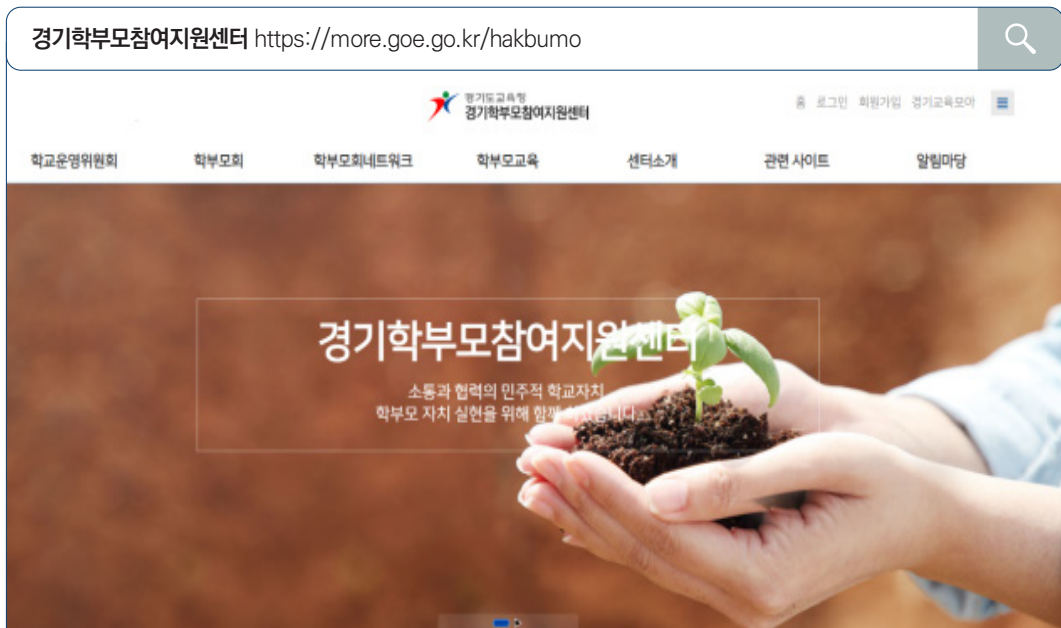 경기학부모참여지원센터 https://more.goe.go.kr/hakbumo
경기도교육청
경기학부모참여지원센터
홈 로그인 회원가입 경기교육모아
학교운영위원회 학부모회 학부모회네트워크 학부모교육 센터소개 관련 사이트 알림마당
경기학부모참여지원센터
소통과 협력의 민주적 학교자치
학부모 자치 실현을 위해 함께 하겠습니다.